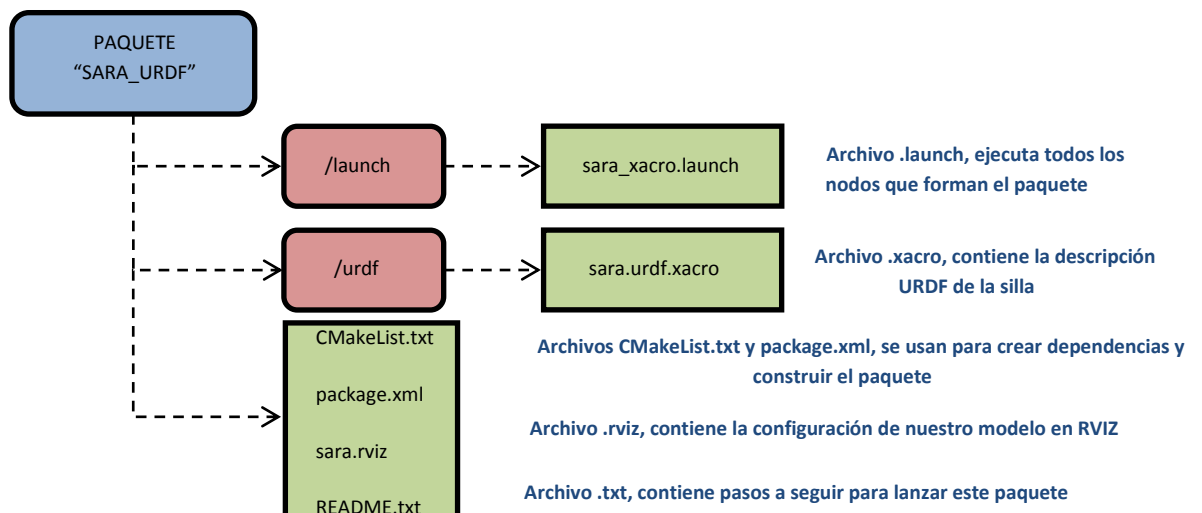 PAQUETE
“SARA_URDF”
/launch
sara_xacro.launch
Archivo .launch, ejecuta todos los
nodos que forman el paquete
/urdf
sara.urdf.xacro
Archivo .xacro, contiene la descripción
URDF de la silla
CMakeList.txt
package.xml
sara.rviz
README.txt
Archivos CMakeList.txt y package.xml, se usan para crear dependencias y
construir el paquete
Archivo .rviz, contiene la configuración de nuestro modelo en RVIZ
Archivo .txt, contiene pasos a seguir para lanzar este paquete